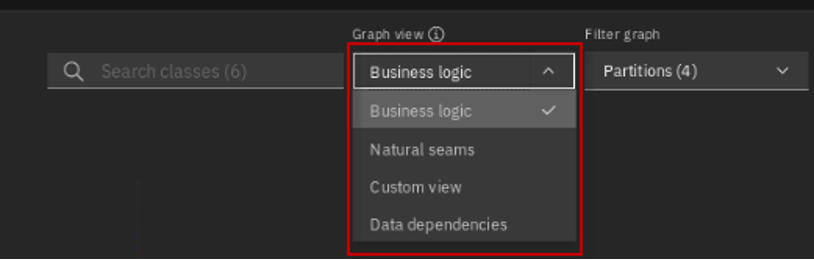 Graph view
Filter graph
Search classes (6)
Business logic
Partitions (4)
Business logic
Natural seams
Custom view
Data dependencies